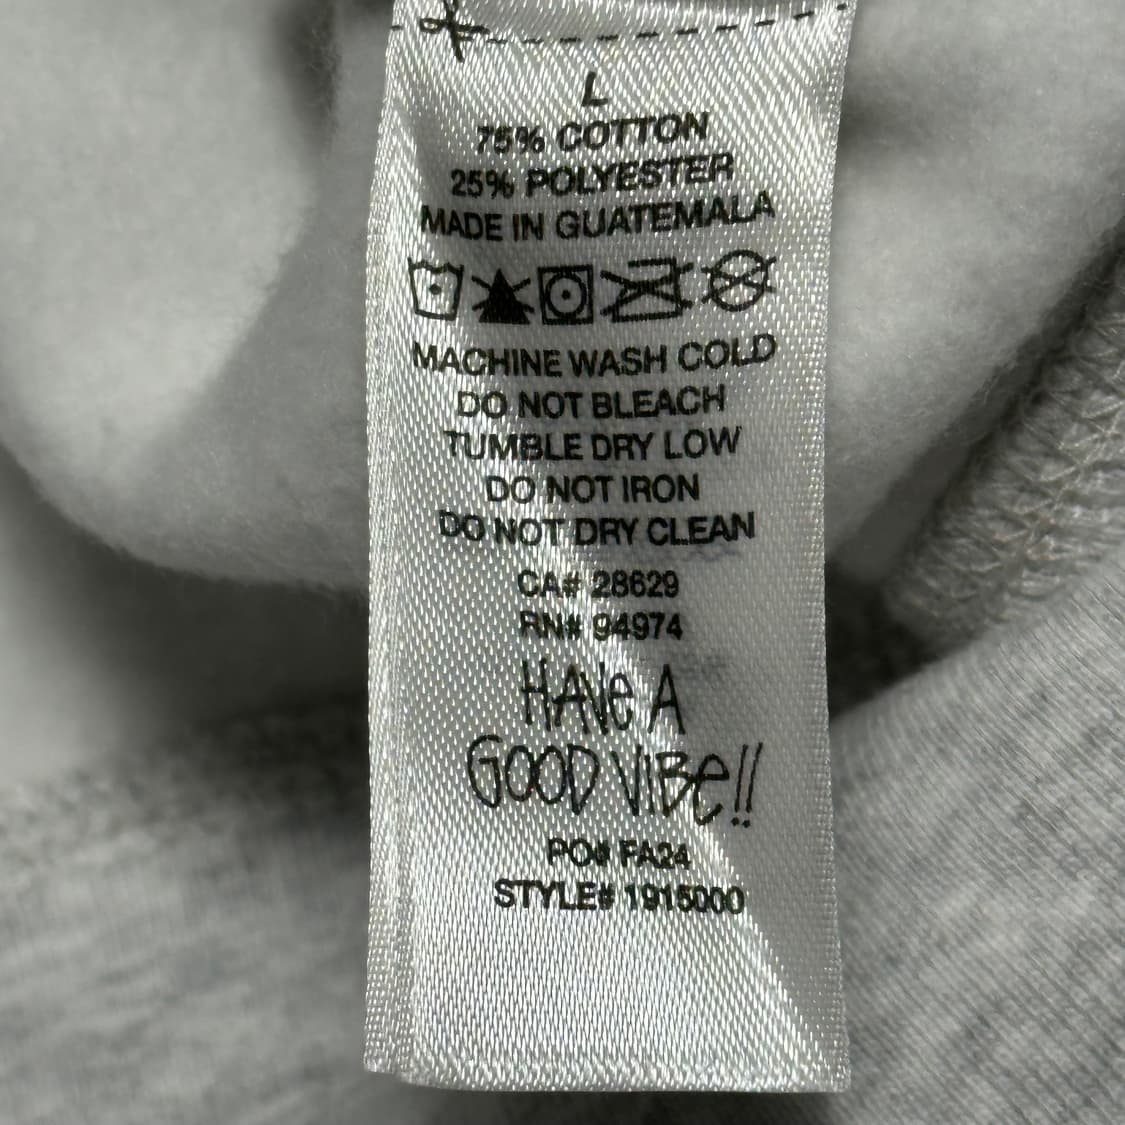 L
75% COTTON
25% POLYESTER
MADE IN GUATEMALA
MACHINE WASH COLD
DO NOT BLEACH
TUMBLE DRY LOW
DO NOT IRON
DO NOT DRY CLEAN
CA# 28629
RN# 94974
HAVe A
GOOD VIBe!!
PO# FA24
STYLE# 1915000